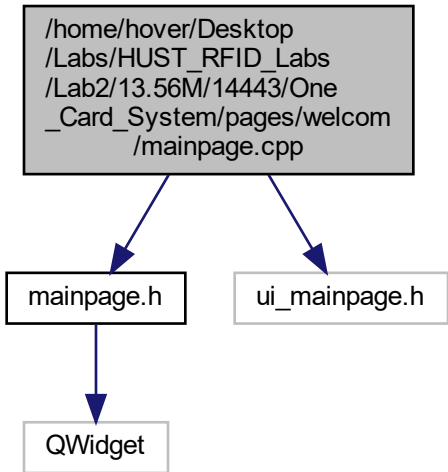 /home/hover/Desktop
/Labs/HUST_RFID_Labs
/Lab2/13.56M/14443/One
_Card_System/pages/welcom
/mainpage.cpp
mainpage.h
ui_mainpage.h
QWidget